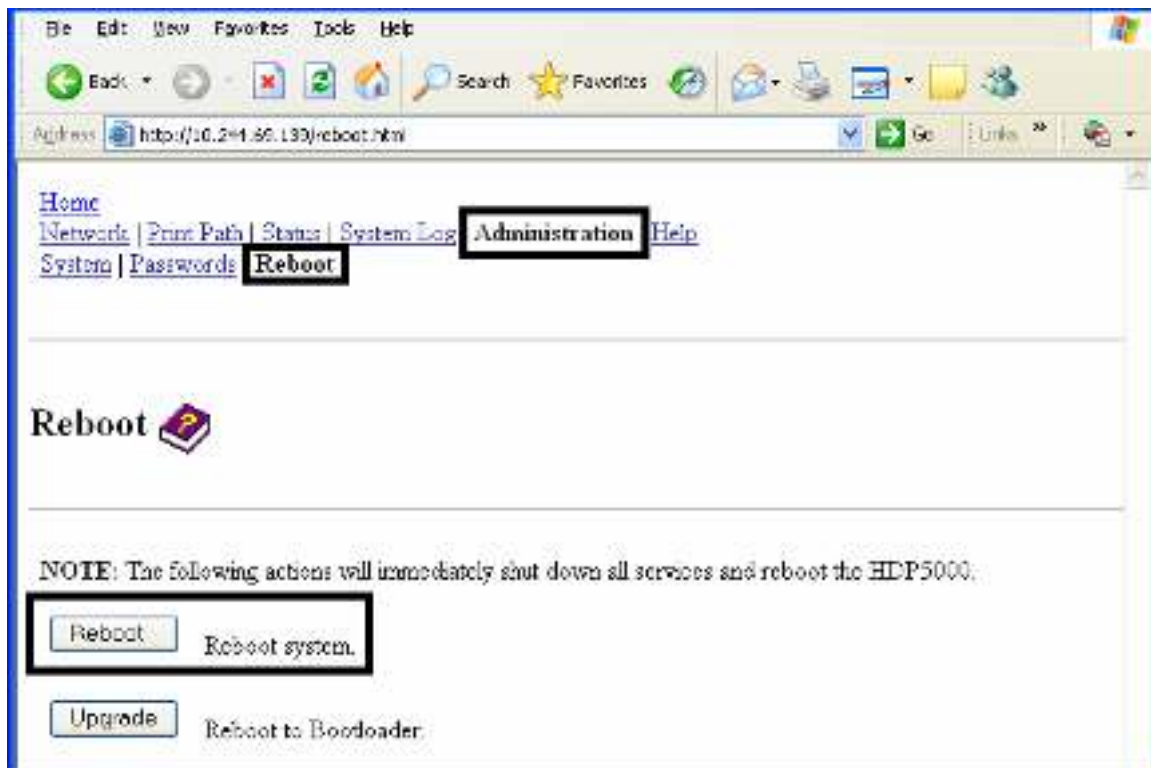 File Edit View Favorites Tools Help
Back Search Favorites
Address http://10.244.69.139/reboot.html Go Links »
Home
Network | Print Path | Status | System Log Administration Help
System | Passwords Reboot
Reboot
NOTE: The following actions will immediately shut down all services and reboot the HDP5000.
Reboot Reboot system.
Upgrade Reboot to Bootloader.